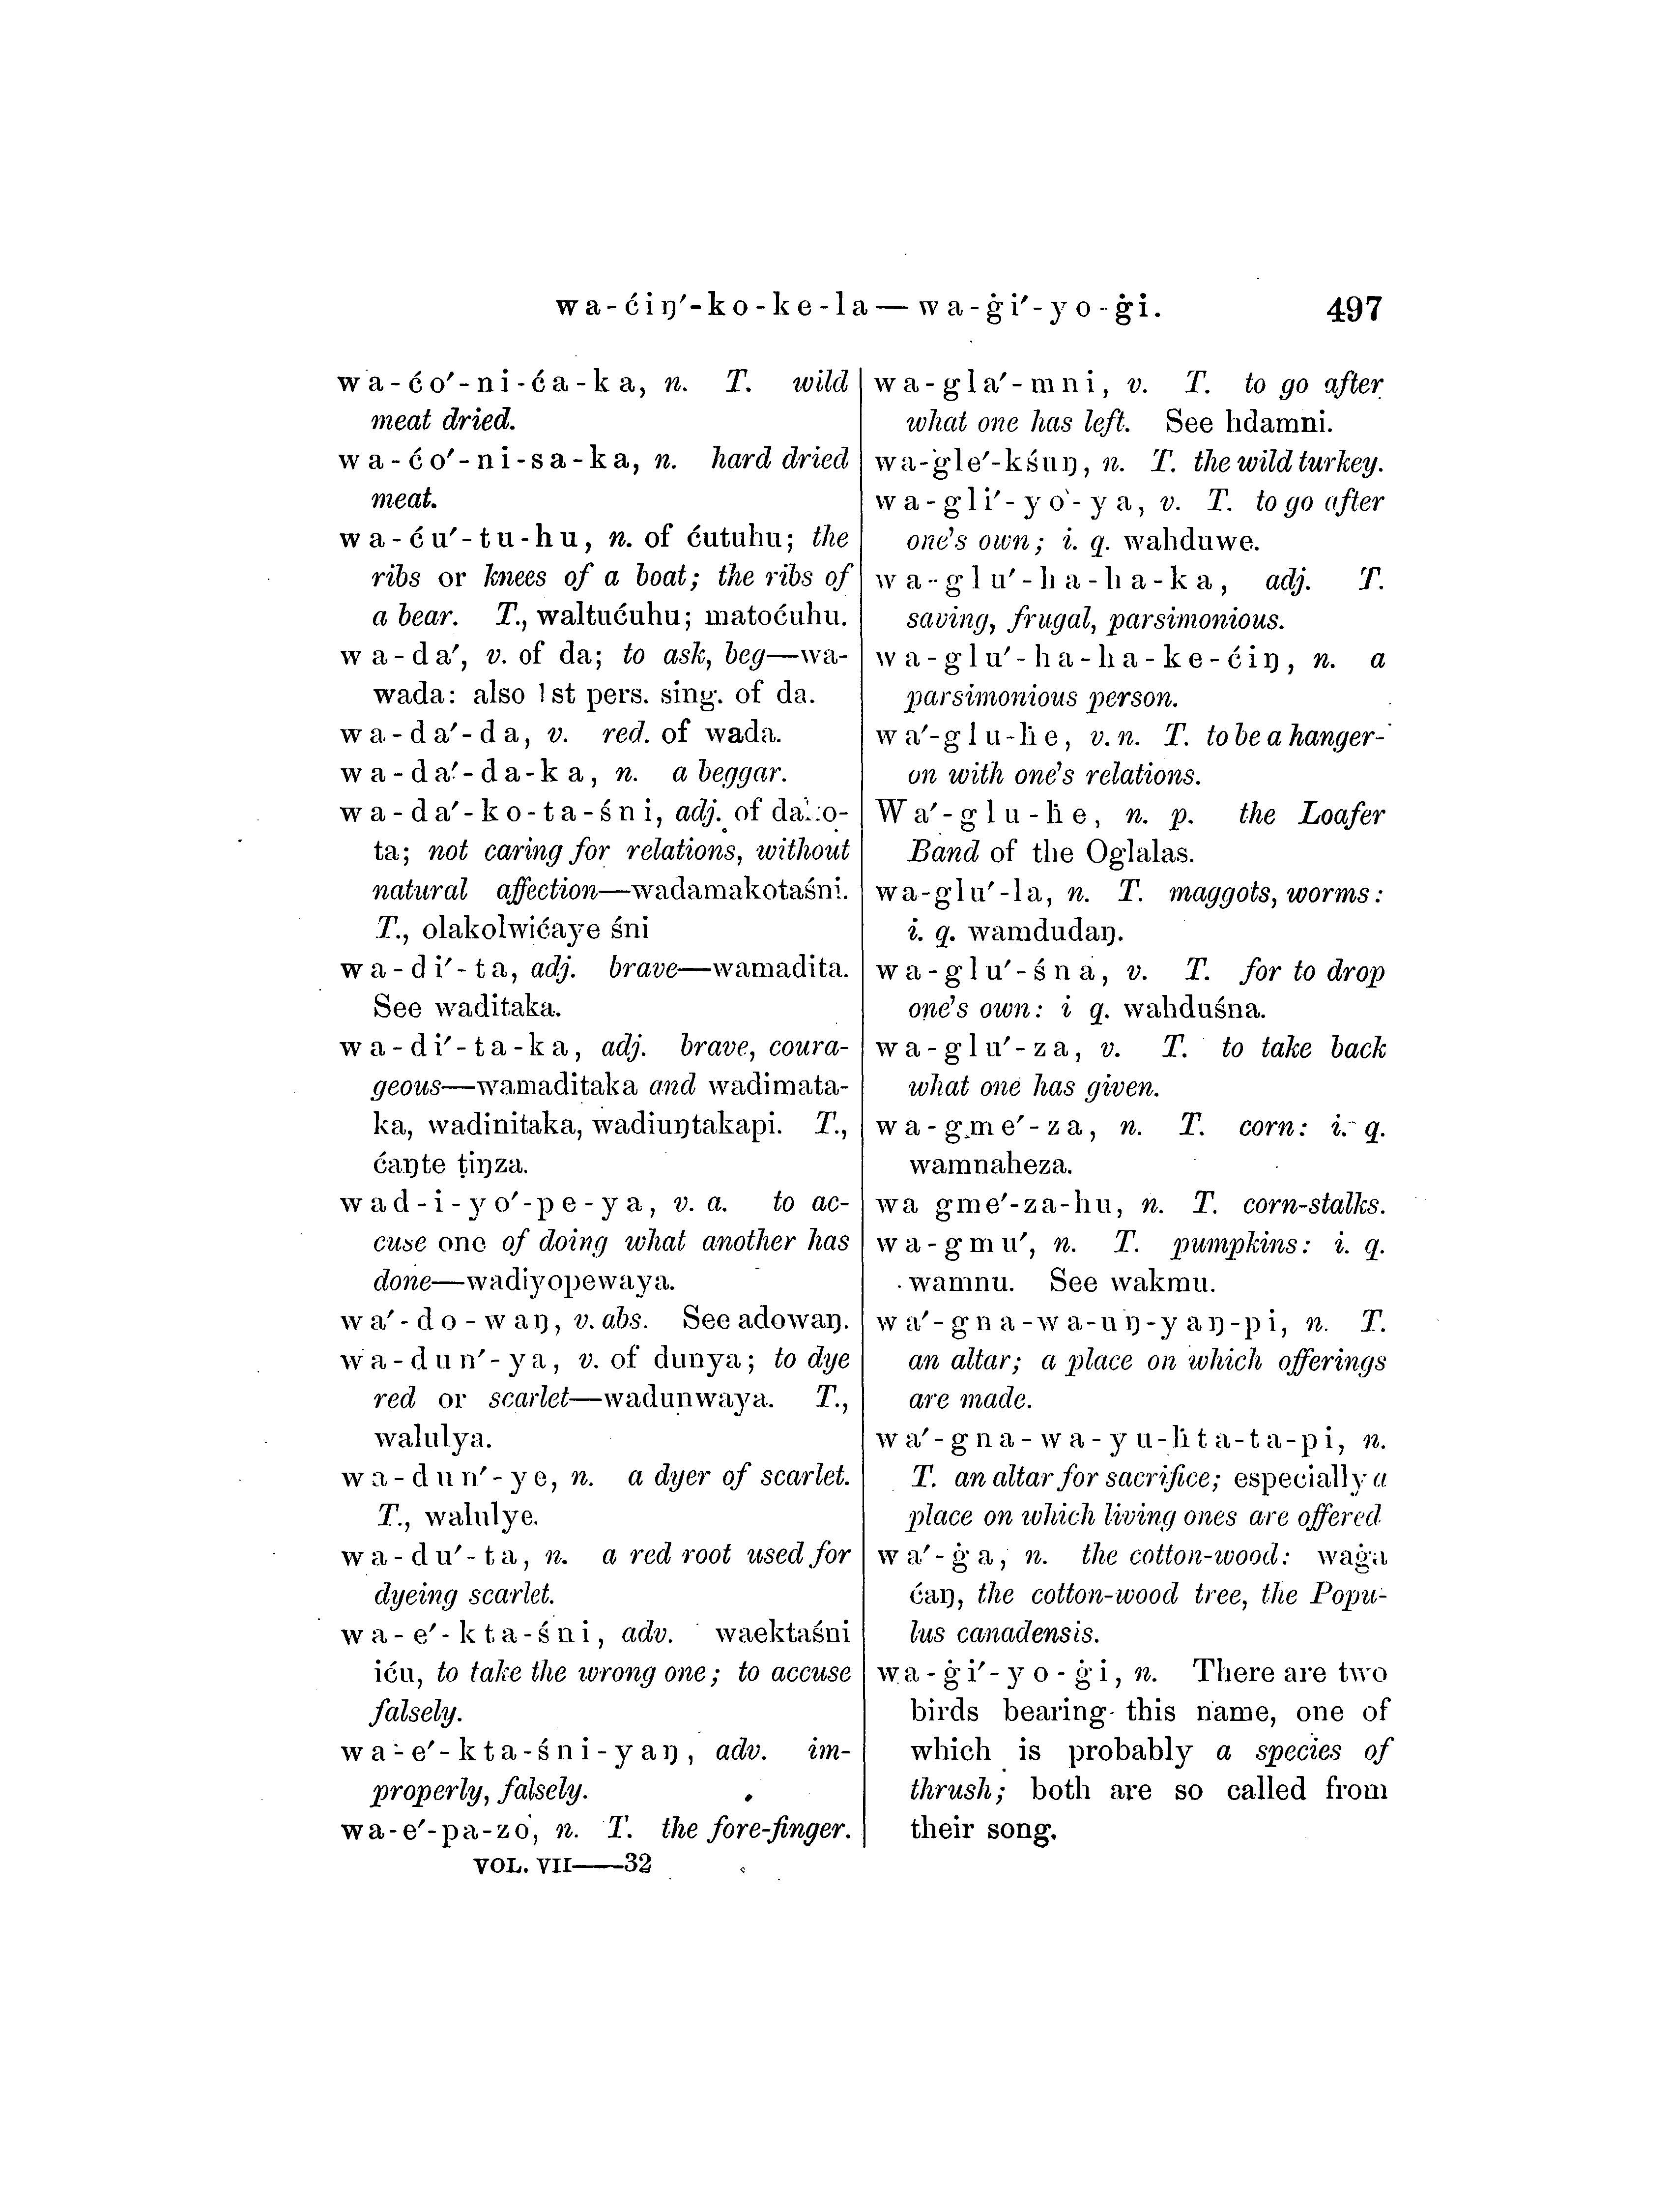 wa-ćiŋ′-ko-ke-la—wa-ġi′-yo-ġi. 497
wa-ćo′-ni-ća-ka, n. T. wild
meat dried.
wa-ćo′-ni-sa-ka, n. hard dried
meat.
wa-ću′-tu-hu, n. of ćutuhu; the
ribs or knees of a boat; the ribs of
a bear. T., waltućuhu; matoćuhu.
wa-da′, v. of da; to ask, beg—wa-
wada: also 1st pers. sing. of da.
wa-da′-da, v. red. of wada.
wa-da′-da-ka, n. a beggar.
wa-da′-ko-ta-śni, adj. of dako-
ta; not caring for relations, without
natural affection—wadamakotaśni.
T., olakolwićaye śni
wa-di′-ta, adj. brave—wamadita.
See waditaka.
wa-di′-ta-ka, adj. brave, coura-
geous—wamaditaka and wadimata-
ka, wadinitaka, wadiuŋtakapi. T.,
ćaŋte ṭiŋza.
wad-i-yo′-pe-ya, v. a. to ac-
cuse one of doing what another has
done—wadiyopewaya.
wa′-do-waŋ, v. abs. See adowaŋ.
wa-dun′-ya, v. of dunya; to dye
red or scarlet—wadunwaya. T.,
walulya.
wa-dun′-ye, n. a dyer of scarlet.
T., walulye.
wa-du′-ta, n. a red root used for
dyeing scarlet.
wa-e′-kta-śni, adv. waektaśni
iću, to take the wrong one; to accuse
falsely.
wa-e′-kta-śni-yaŋ, adv. im-
properly, falsely.
wa-e′-pa-zo, n. T. the fore-finger.
VOL. VII——32
wa-gla′-mni, v. T. to go after
what one has left. See hdamni.
wa-gle′-kśuŋ, n. T. the wild turkey.
wa-gli′-yo-ya, v. T. to go after
one's own; i. q. wahduwe.
wa-glu′-ha-ha-ka, adj. T.
saving, frugal, parsimonious.
wa-glu′-ha-ha-ke-ćiŋ, n. a
parsimonious person.
wa′-glu-ḣe, v. n. T. to be a hanger-
on with one's relations.
Wa′-glu-ḣe, n. p. the Loafer
Band of the Oglalas.
wa-glu′-la, n. T. maggots, worms:
i. q. wamdudaŋ.
wa-glu′-śna, v. T. for to drop
one's own: i q. wahduśna.
wa-glu′-za, v. T. to take back
what one has given.
wa-gme′-za, n. T. corn: i. q.
wamnaheza.
wa gme′-za-hu, n. T. corn-stalks.
wa-gmu′, n. T. pumpkins: i. q.
wamnu. See wakmu.
wa′-gna-wa-uŋ-yaŋ-pi, n. T.
an altar; a place on which offerings
are made.
wa′-gna-wa-yu-ḣta-ta-pi, n.
T. an altar for sacrifice; especially a
place on which living ones are offered
wa′-ġa, n. the cotton-wood: waġa
ćaŋ, the cotton-wood tree, the Popu-
lus canadensis.
wa-ġi′-yo-ġi, n. There are two
birds bearing this name, one of
which is probably a species of
thrush; both are so called from
their song.